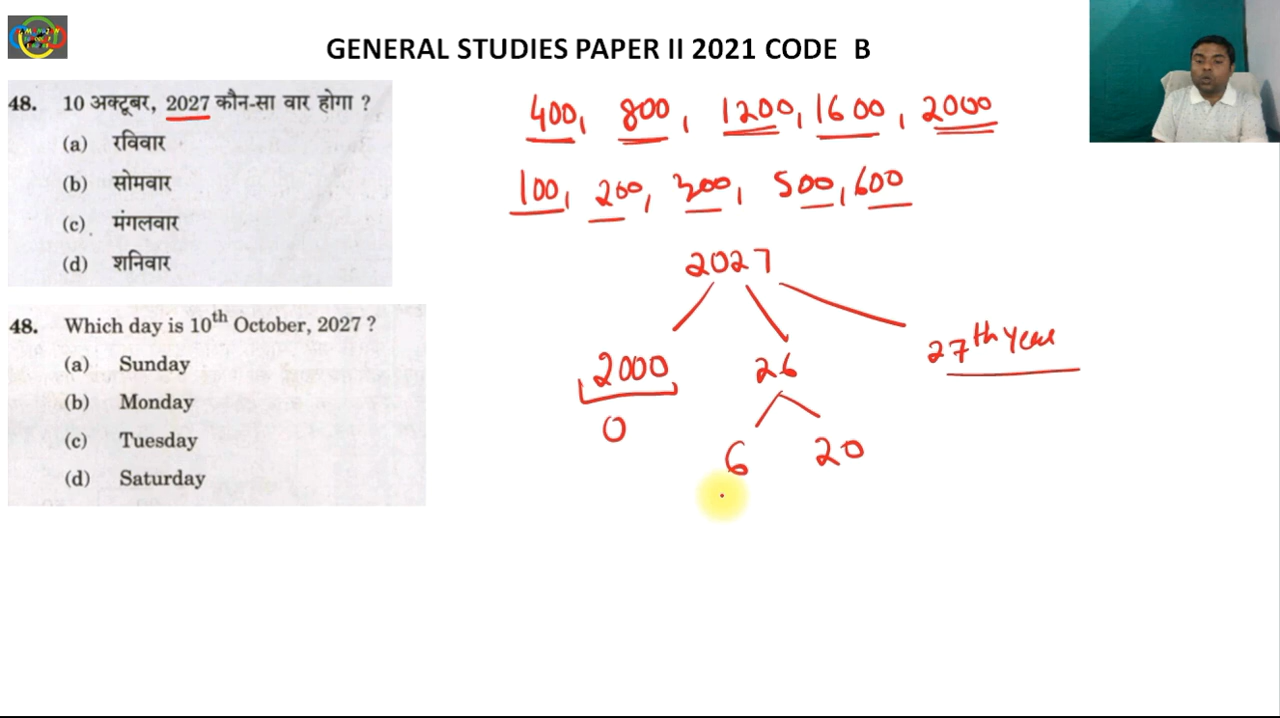 GENERAL STUDIES PAPER II 2021 CODE B
48. 10 अक्टूबर, 2027 कौन-सा वार होगा ?
(a) रविवार
(b) सोमवार
(c) मंगलवार
(d) शनिवार
48. Which day is 10th October, 2027 ?
(a) Sunday
(b) Monday
(c) Tuesday
(d) Saturday
400, 800, 1200, 1600, 2000
100, 200, 300, 500, 600
2027
2000 26 27th Year
0
6 20